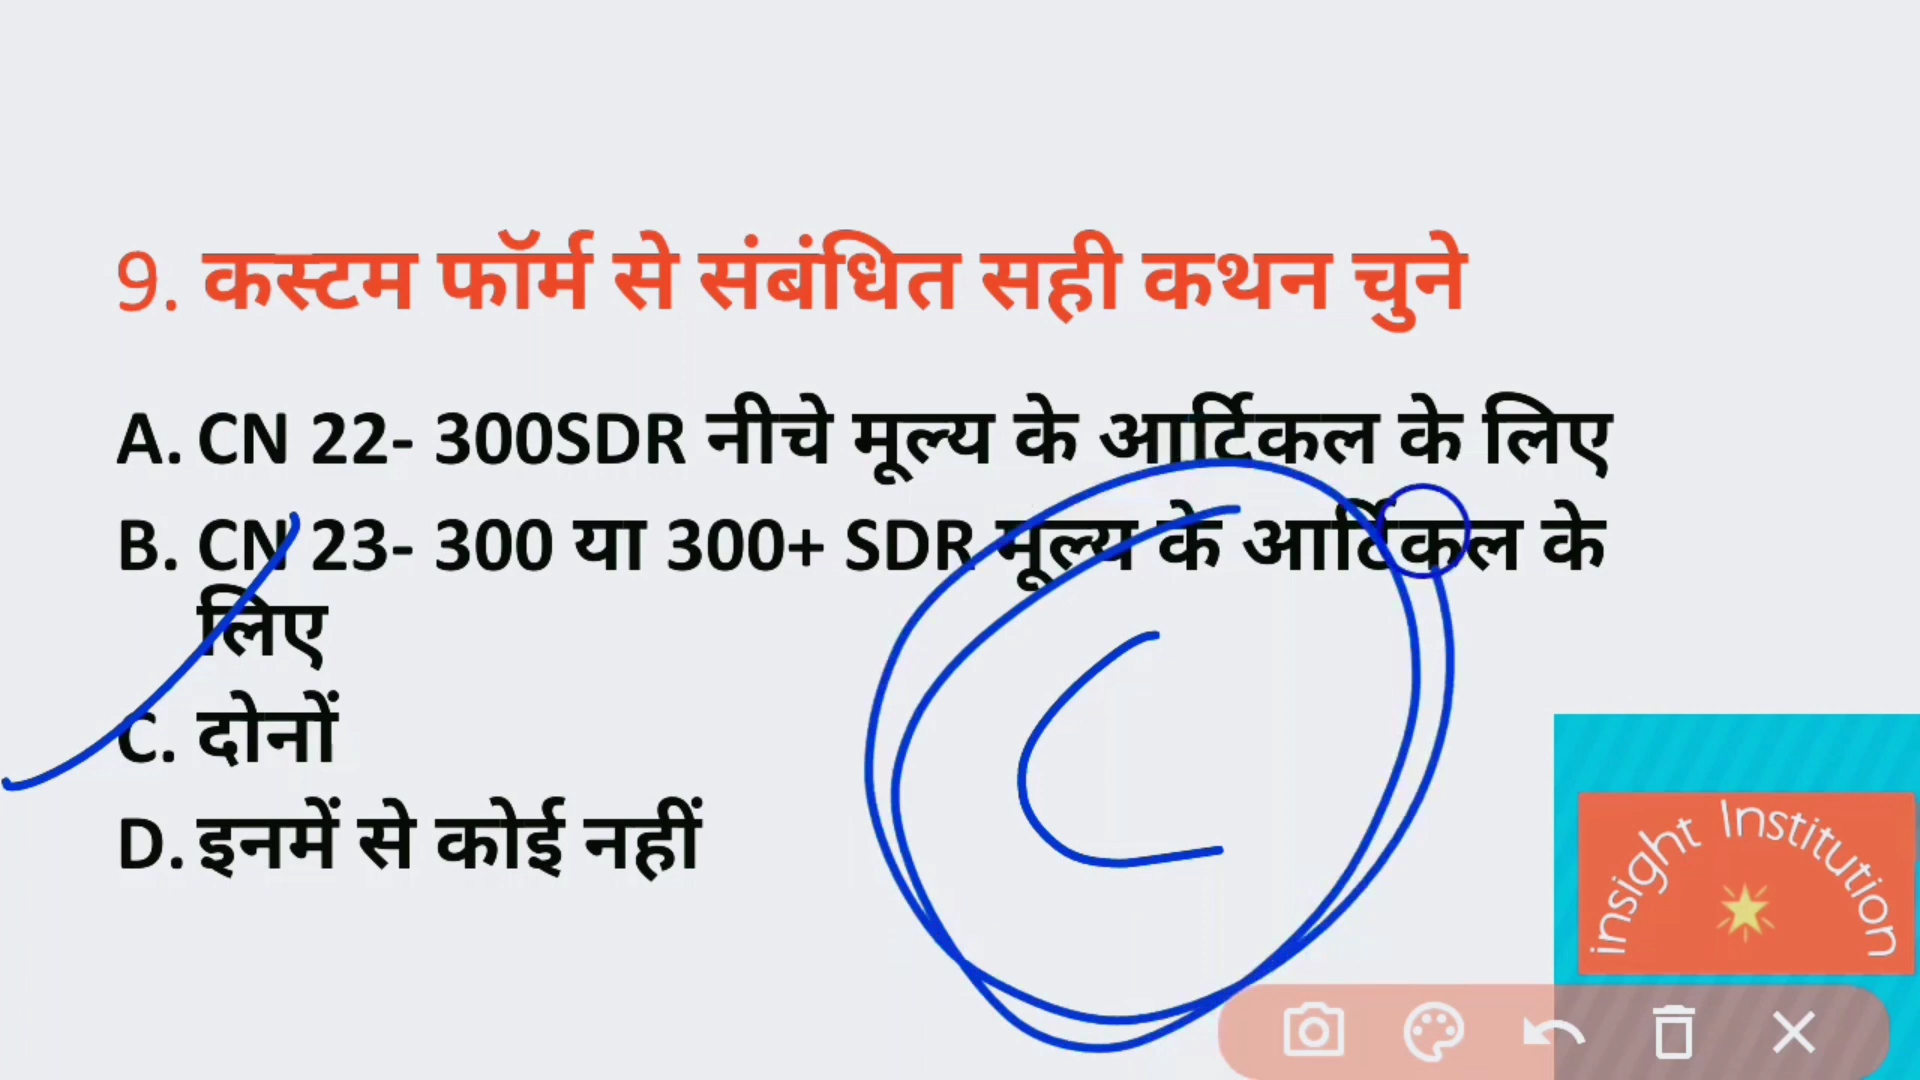 9. कस्टम फॉर्म से संबंधित सही कथन चुने
A. CN 22- 300SDR नीचे मूल्य के आर्टिकल के लिए
B. CN 23- 300 या 300+ SDR मूल्य के आर्टिकल के
लिए
C. दोनों
C
D. इनमें से कोई नहीं
insight Institution